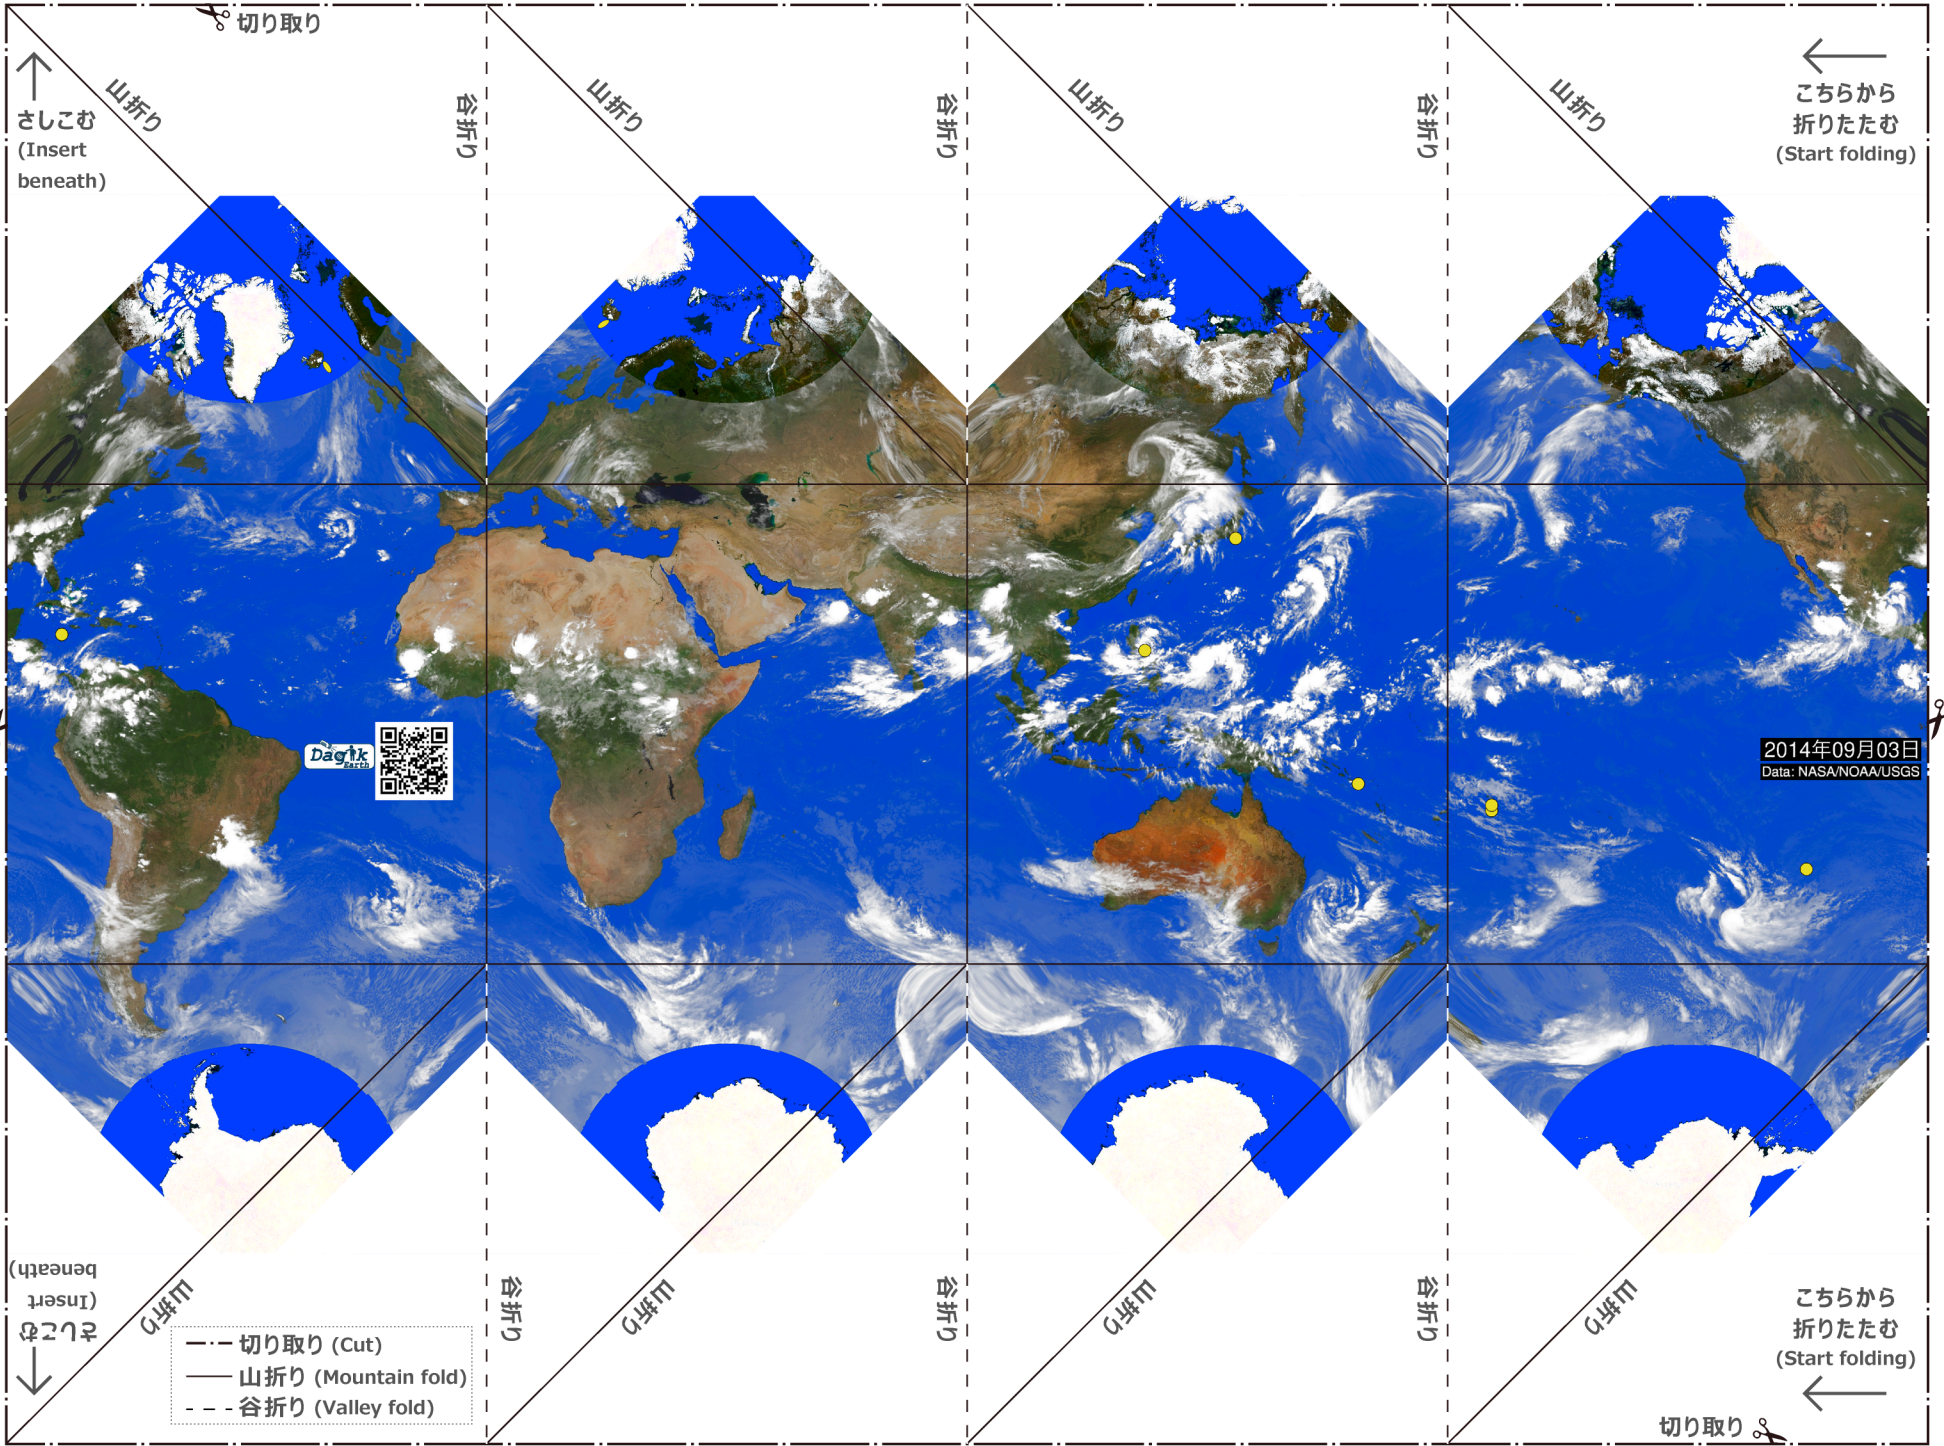 切り取り
さしこむ
(Insert
beneath)
山折り
谷折り
山折り
谷折り
山折り
谷折り
山折り
こちらから
折りたたむ
(Start folding)
Dagik
Earth
2014年09月03日
Data: NASA/NOAA/USGS
さしこむ
(Insert
beneath)
山折り
谷折り
山折り
谷折り
山折り
谷折り
山折り
こちらから
折りたたむ
(Start folding)
切り取り (Cut)
山折り (Mountain fold)
谷折り (Valley fold)
切り取り